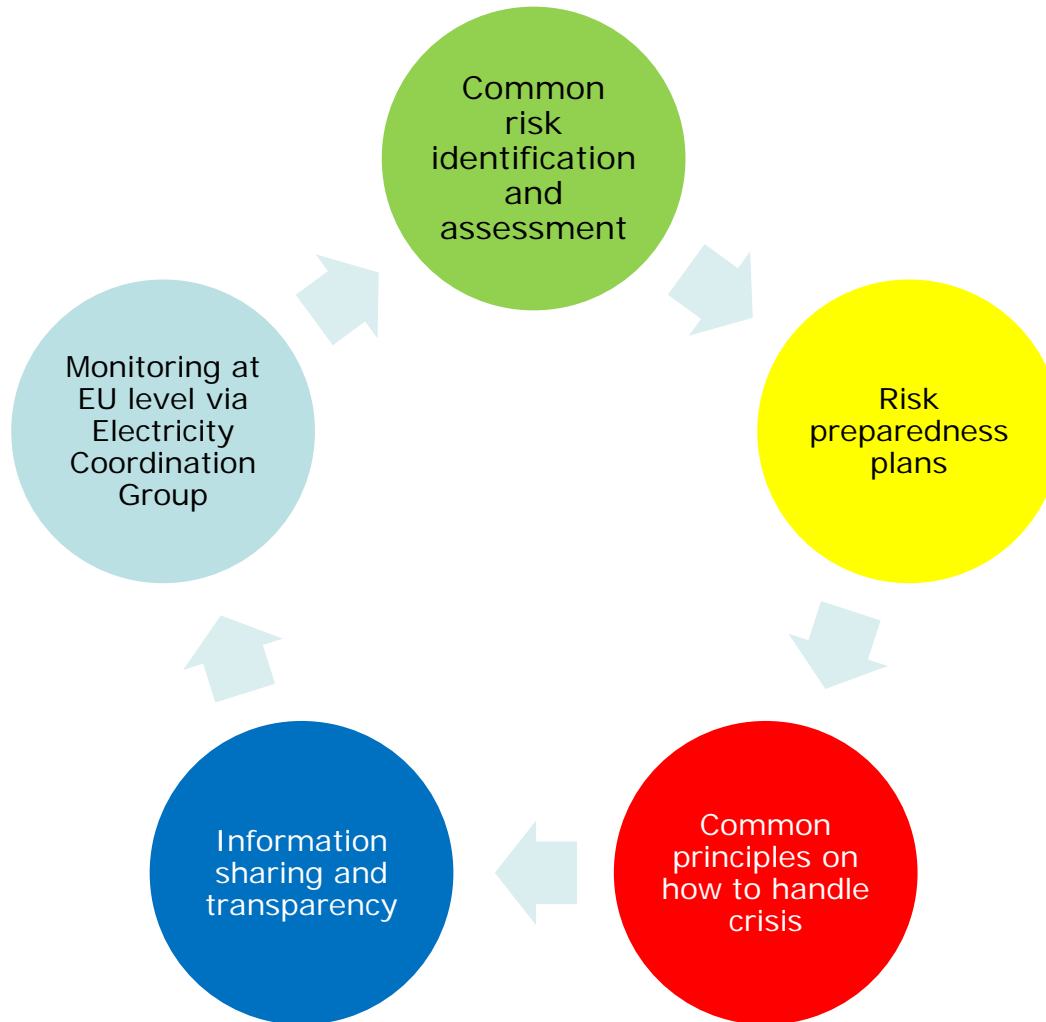 Common
risk
identification
and
assessment
Risk
preparedness
plans
Common
principles on
how to handle
crisis
Information
sharing and
transparency
Monitoring at
EU level via
Electricity
Coordination
Group